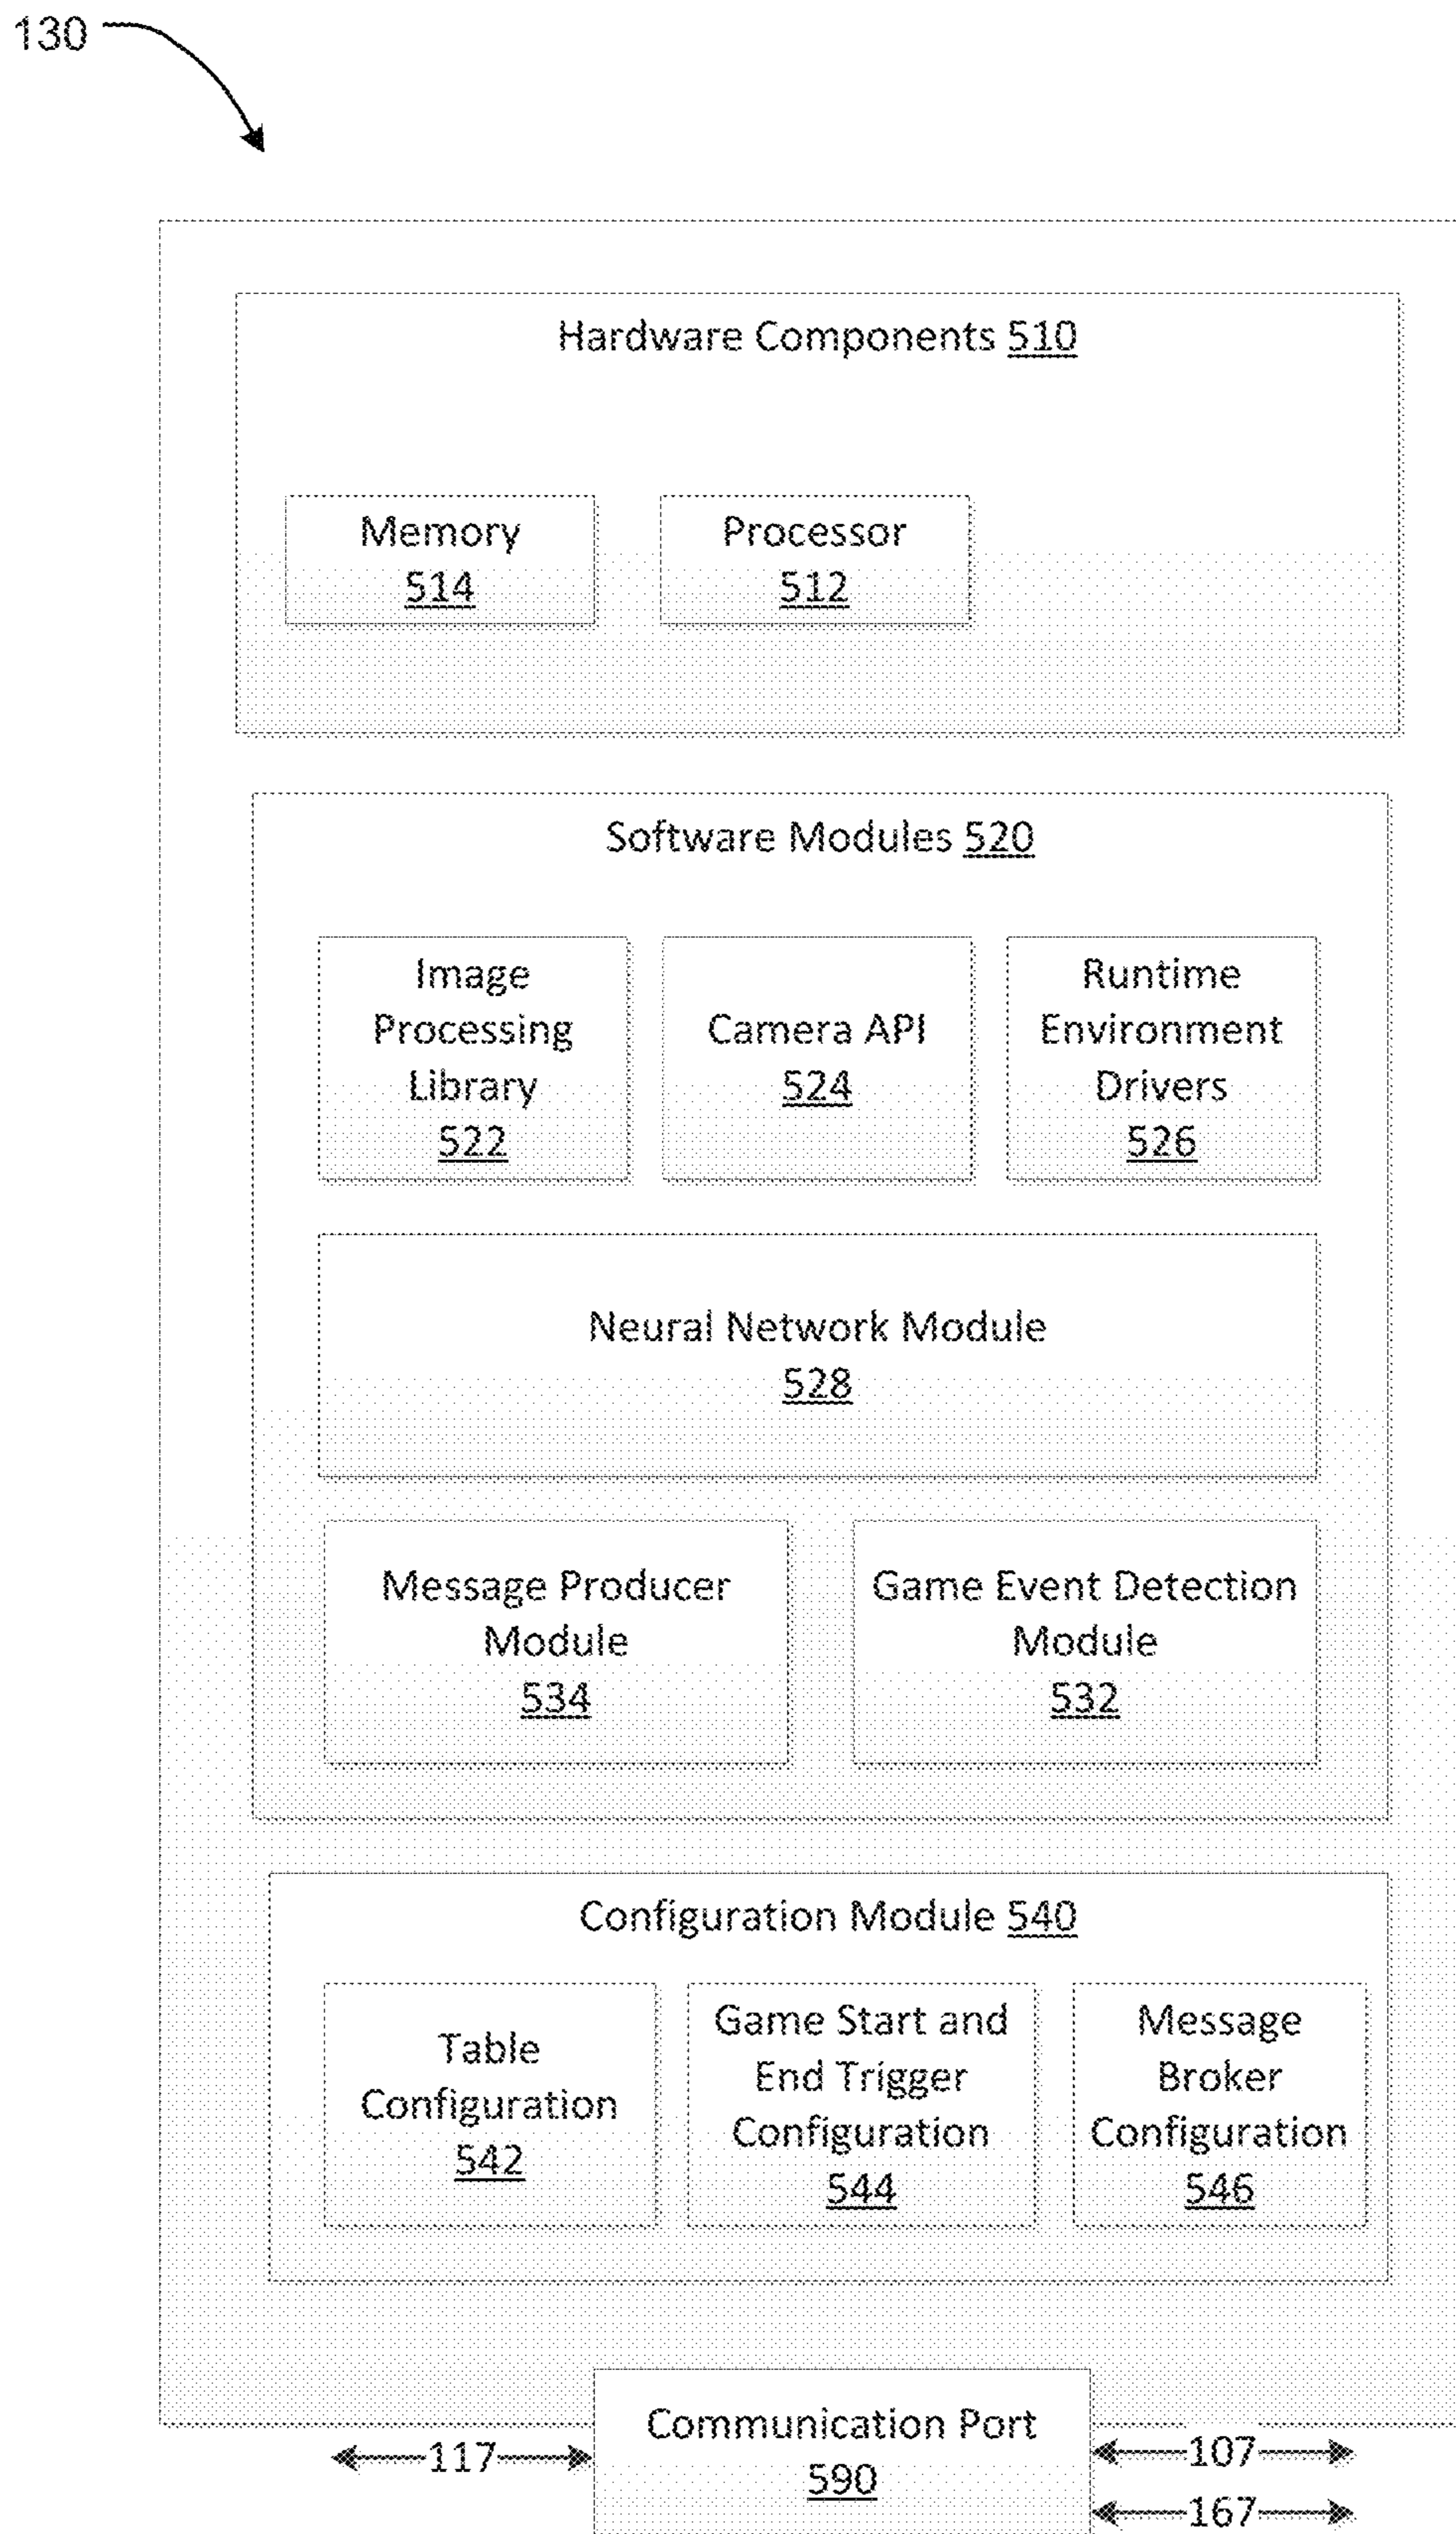 130
Hardware Components 510
Memory
514
Processor
512
Software Modules 520
Image
Processing
Library
522
Camera API
524
Runtime
Environment
Drivers
526
Neural Network Module
528
Message Producer
Module
534
Game Event Detection
Module
532
Configuration Module 540
Table
Configuration
542
Game Start and
End Trigger
Configuration
544
Message
Broker
Configuration
546
Communication Port
590
117
107
167